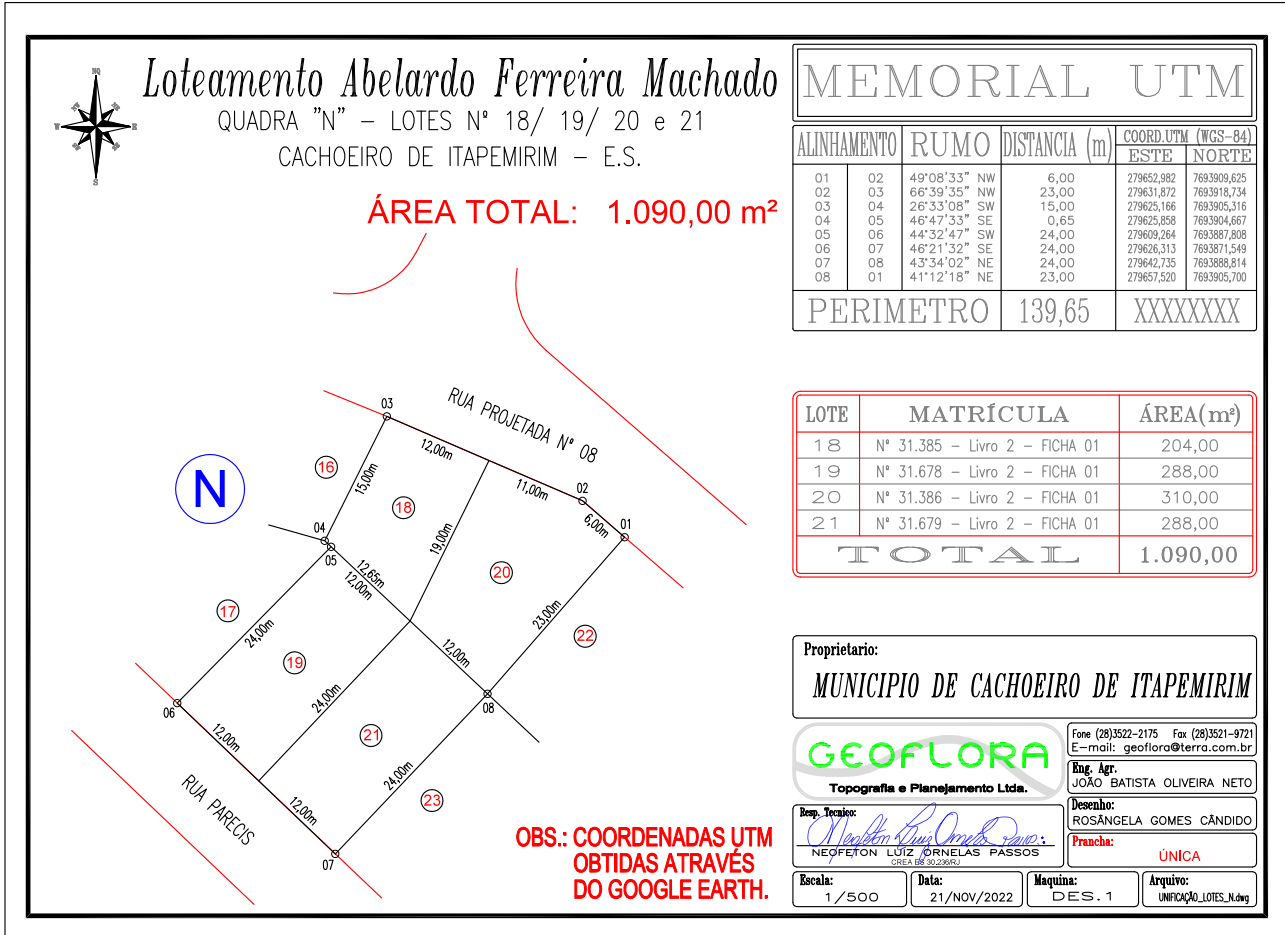 Loteamento Abelardo Ferreira Machado
QUADRA "N" – LOTES Nº 18/ 19/ 20 e 21
CACHOEIRO DE ITAPEMIRIM – E.S.
ÁREA TOTAL: 1.090,00 m²
MEMORIAL UTM
ALINHAMENTO RUMO DISTANCIA (m) COORD.UTM (WGS-84)
ESTE NORTE
01 02 49°08'33" NW 6,00 279652,982 7693909,625
02 03 66°39'35" NW 23,00 279631,872 7693918,734
03 04 26°33'08" SW 15,00 279625,166 7693905,316
04 05 46°47'33" SE 0,65 279625,858 7693904,667
05 06 44°32'47" SW 24,00 279609,264 7693887,808
06 07 46°21'32" SE 24,00 279626,313 7693871,549
07 08 43°34'02" NE 24,00 279642,735 7693888,814
08 01 41°12'18" NE 23,00 279657,520 7693905,700
PERIMETRO 139,65 XXXXXXXX
LOTE MATRÍCULA ÁREA(m²)
18 Nº 31.385 – Livro 2 – FICHA 01 204,00
19 Nº 31.678 – Livro 2 – FICHA 01 288,00
20 Nº 31.386 – Livro 2 – FICHA 01 310,00
21 Nº 31.679 – Livro 2 – FICHA 01 288,00
TOTAL 1.090,00
N
RUA PROJETADA Nº 08
03
12,00m
11,00m
02
6,00m
01
16
15,00m
18
19,00m
20
04
05
12,65m
12,00m
17
24,00m
19
23,00m
22
12,00m
08
06
24,00m
21
12,00m
24,00m
23
12,00m
07
RUA PARECIS
OBS.: COORDENADAS UTM
OBTIDAS ATRAVÉS
DO GOOGLE EARTH.
Proprietario:
MUNICIPIO DE CACHOEIRO DE ITAPEMIRIM
GEOFLORA
Topografia e Planejamento Ltda.
Fone (28)3522-2175 Fax (28)3521-9721
E-mail: geoflora@terra.com.br
Eng. Agr.
JOÃO BATISTA OLIVEIRA NETO
Desenho:
ROSÂNGELA GOMES CÂNDIDO
Resp. Tecnico:
NEOFETON LUIZ ORNELAS PASSOS
Prancha:
ÚNICA
Escala:
1/500
Data:
21/NOV/2022
Maquina:
DES.1
Arquivo:
UNIFICAÇÃO_LOTES_N.dwg